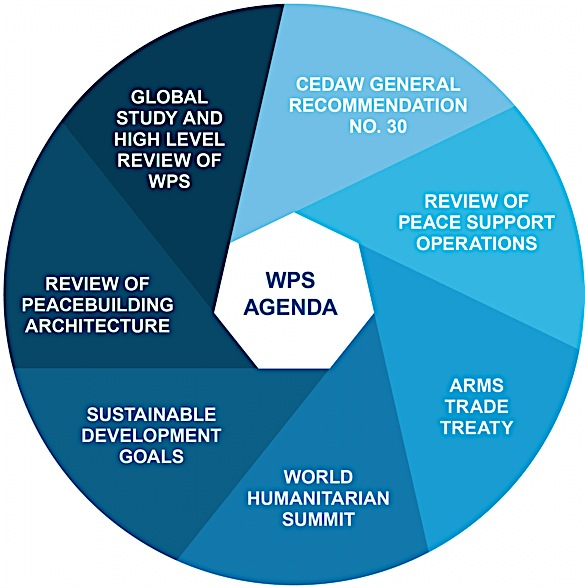 CEDAW GENERAL
RECOMMENDATION
NO. 30
REVIEW OF
PEACE SUPPORT
OPERATIONS
ARMS
TRADE
TREATY
WORLD
HUMANITARIAN
SUMMIT
SUSTAINABLE
DEVELOPMENT
GOALS
REVIEW OF
PEACEBUILDING
ARCHITECTURE
GLOBAL
STUDY AND
HIGH LEVEL
REVIEW OF
WPS
WPS
AGENDA